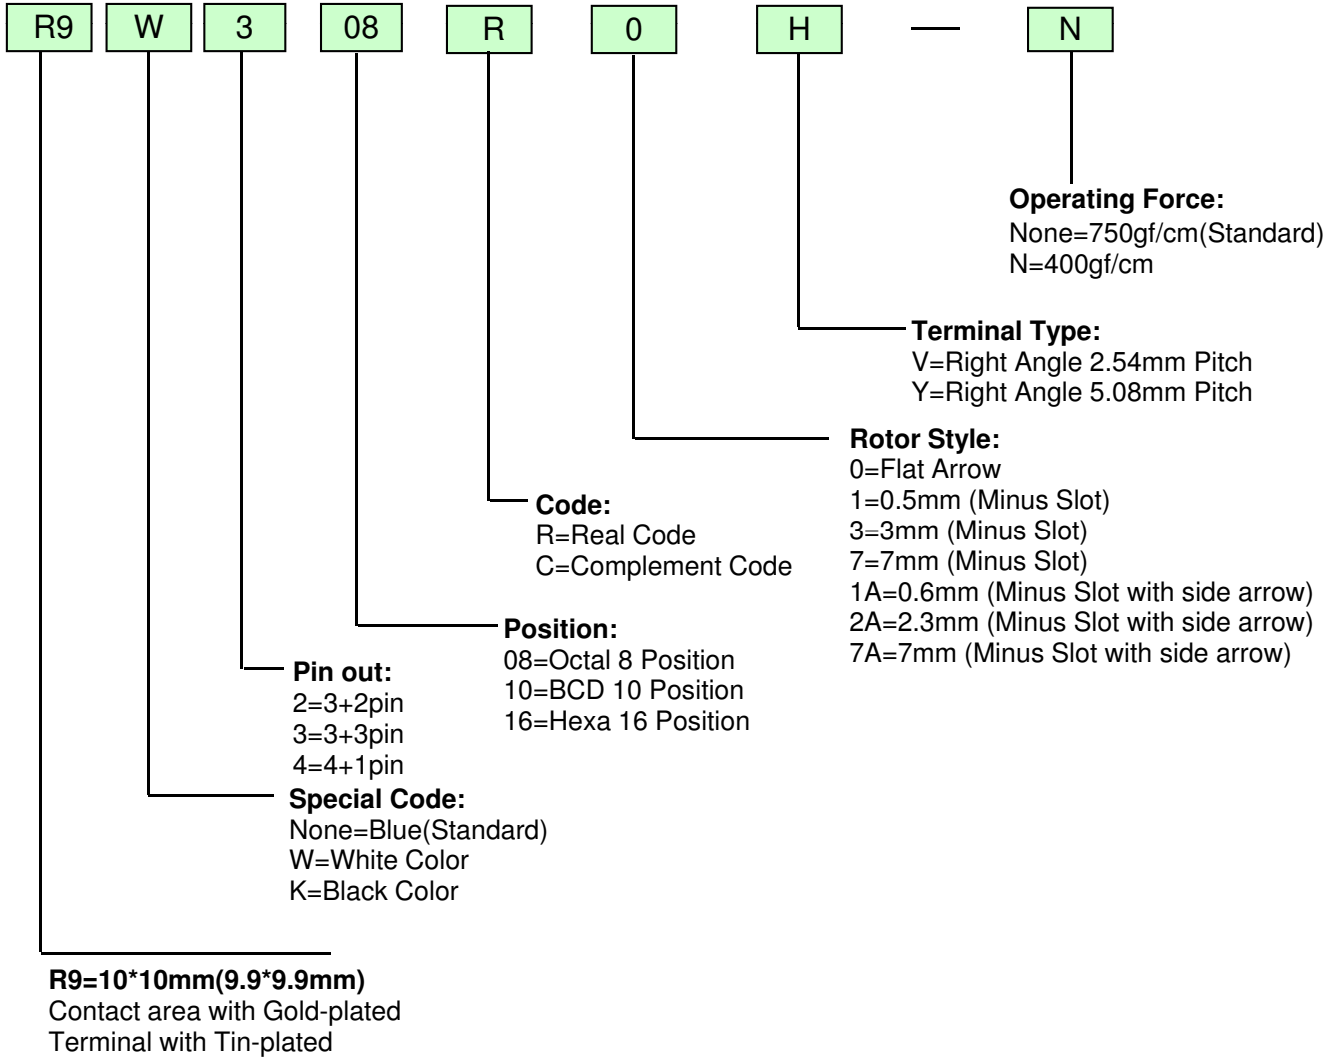 R9 W 3 08 R 0 H — N
Operating Force:
None=750gf/cm(Standard)
N=400gf/cm
Terminal Type:
V=Right Angle 2.54mm Pitch
Y=Right Angle 5.08mm Pitch
Rotor Style:
0=Flat Arrow
1=0.5mm (Minus Slot)
3=3mm (Minus Slot)
7=7mm (Minus Slot)
1A=0.6mm (Minus Slot with side arrow)
2A=2.3mm (Minus Slot with side arrow)
7A=7mm (Minus Slot with side arrow)
Code:
R=Real Code
C=Complement Code
Position:
08=Octal 8 Position
10=BCD 10 Position
16=Hexa 16 Position
Pin out:
2=3+2pin
3=3+3pin
4=4+1pin
Special Code:
None=Blue(Standard)
W=White Color
K=Black Color
R9=10*10mm(9.9*9.9mm)
Contact area with Gold-plated
Terminal with Tin-plated